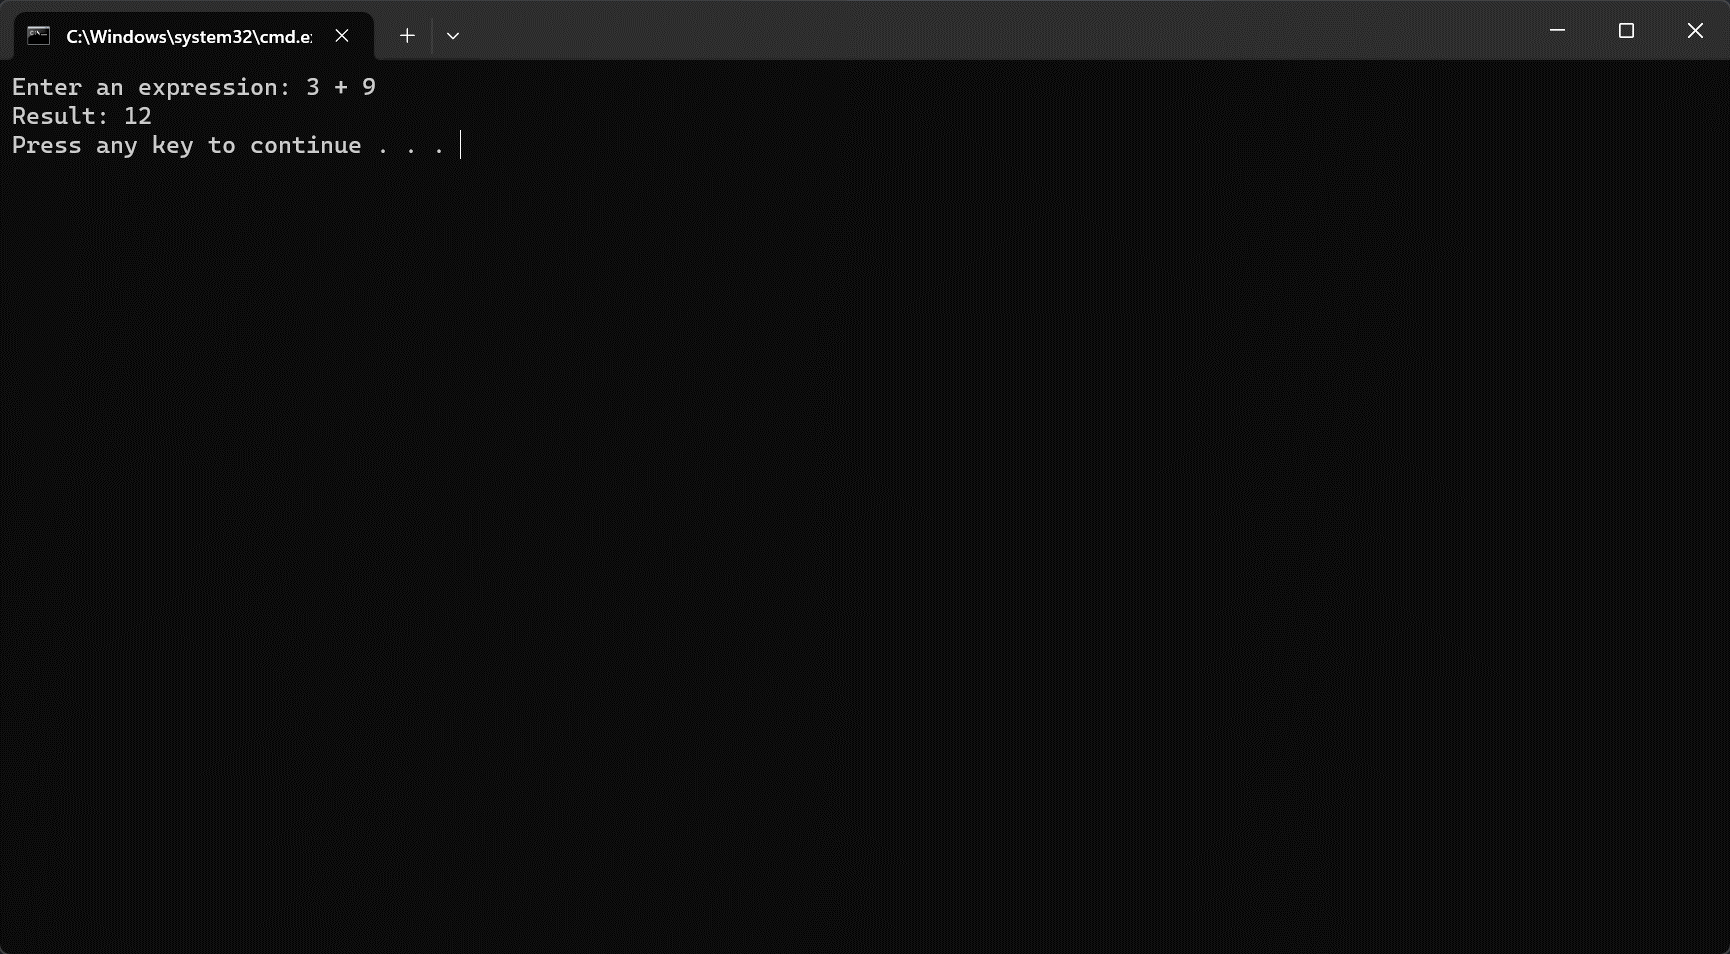 C:\Windows\system32\cmd.e
Enter an expression: 3 + 9
Result: 12
Press any key to continue . . .